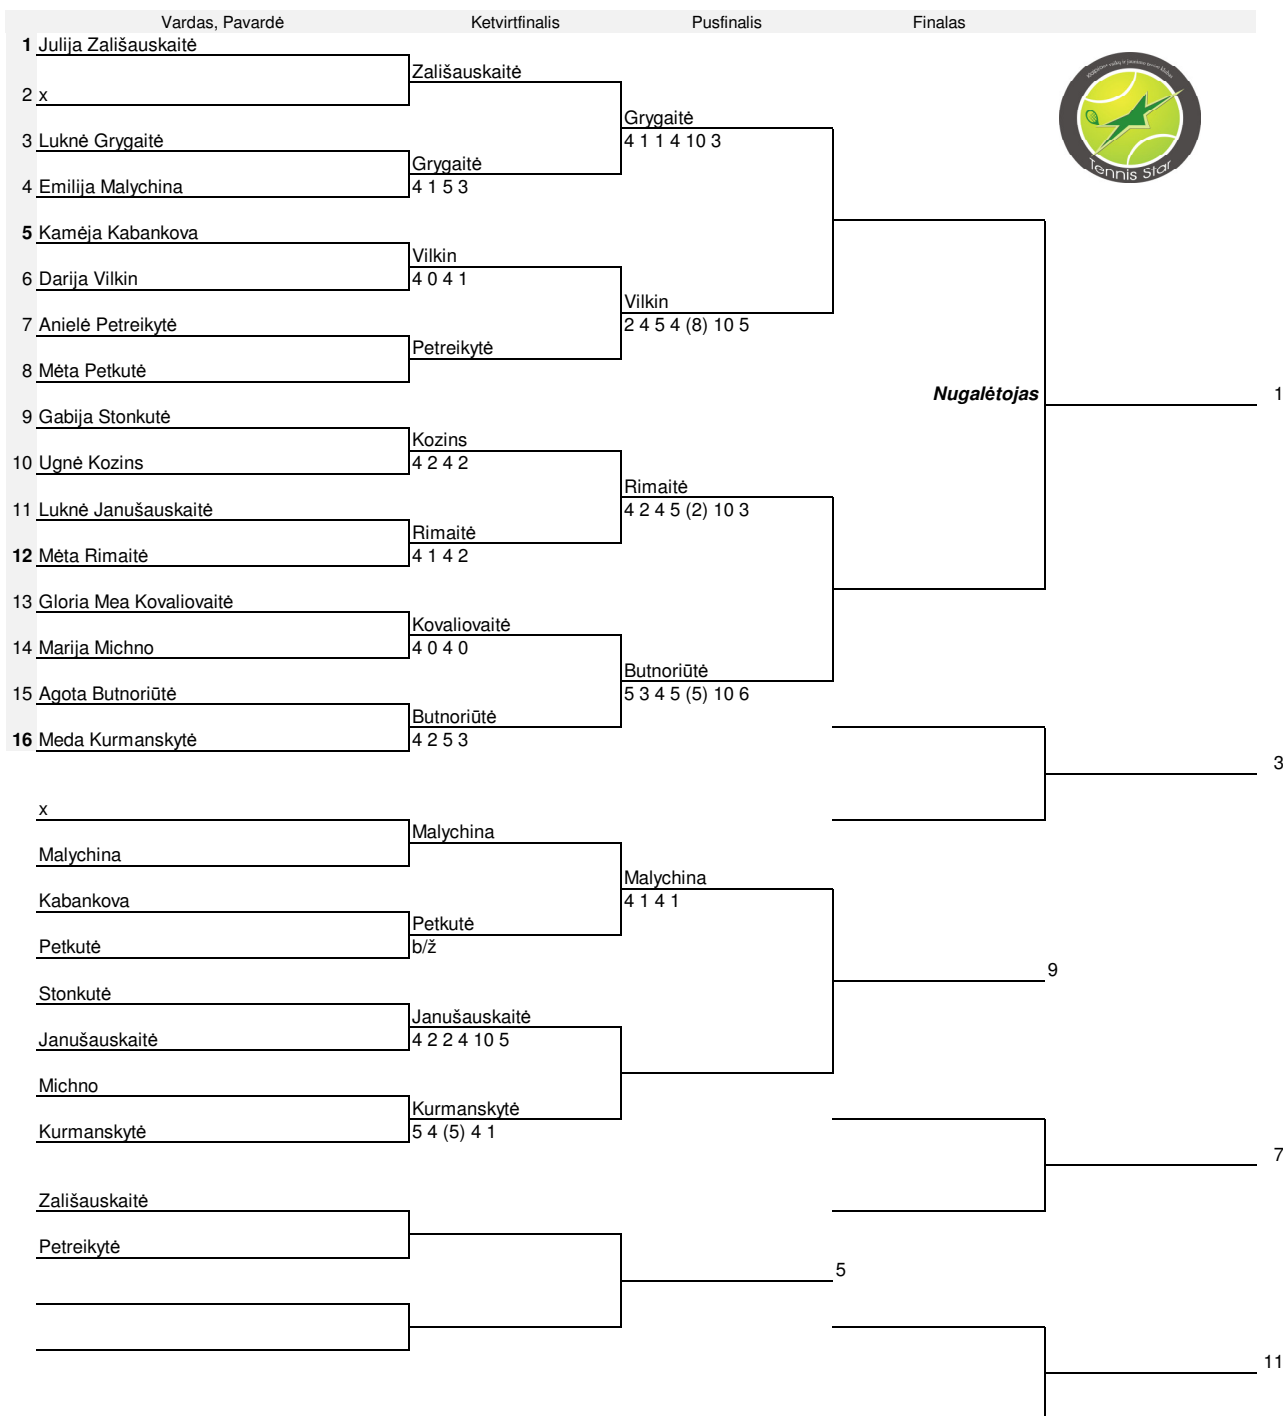 Vardas, Pavardė Ketvirtfinalis Pusfinalis Finalas
1 Julija Zališauskaitė
Zališauskaitė
2 x
Grygaitė
3 Luknė Grygaitė 4 1 1 4 10 3
Grygaitė
4 Emilija Malychina 4 1 5 3
Tennis Star
5 Kamėja Kabankova
Vilkin
6 Darija Vilkin 4 0 4 1
Vilkin
7 Anielė Petreikytė 2 4 5 4 (8) 10 5
Petreikytė
8 Mėta Petkutė
Nugalėtojas 1
9 Gabija Stonkutė
Kozins
10 Ugnė Kozins 4 2 4 2
Rimaitė
11 Luknė Janušauskaitė 4 2 4 5 (2) 10 3
Rimaitė
12 Mėta Rimaitė 4 1 4 2
13 Gloria Mea Kovaliovaitė
Kovaliovaitė
14 Marija Michno 4 0 4 0
Butnoriūtė
15 Agota Butnoriūtė 5 3 4 5 (5) 10 6
Butnoriūtė
16 Meda Kurmanskytė 4 2 5 3
3
x
Malychina
Malychina
Malychina
Kabankova 4 1 4 1
Petkutė
Petkutė b/ž
9
Stonkutė
Janušauskaitė
Janušauskaitė 4 2 2 4 10 5
Michno
Kurmanskytė
Kurmanskytė 5 4 (5) 4 1
7
Zališauskaitė
Petreikytė
5
11